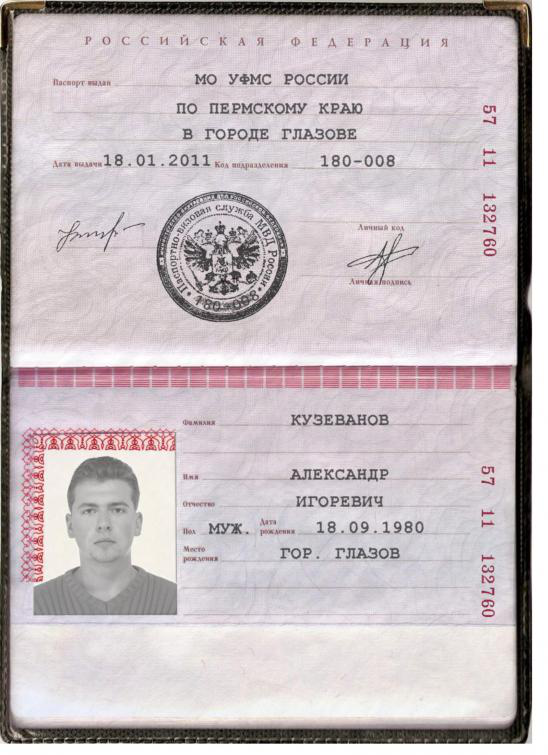 РОССИЙСКАЯ ФЕДЕРАЦИЯ
Паспорт выдан МО УФМС РОССИИ
ПО ПЕРМСКОМУ КРАЮ
В ГОРОДЕ ГЛАЗОВЕ
Дата выдачи 18.01.2011 Код подразделения 180-008
57 11 182760
Личный код
Личная подпись
Паспортно-визовая служба МВД России
180-008
Фамилия КУЗЕВАНОВ
Имя АЛЕКСАНДР
Отчество ИГОРЕВИЧ
Пол МУЖ. Дата рождения 18.09.1980
Место рождения ГОР. ГЛАЗОВ
57 11 182760